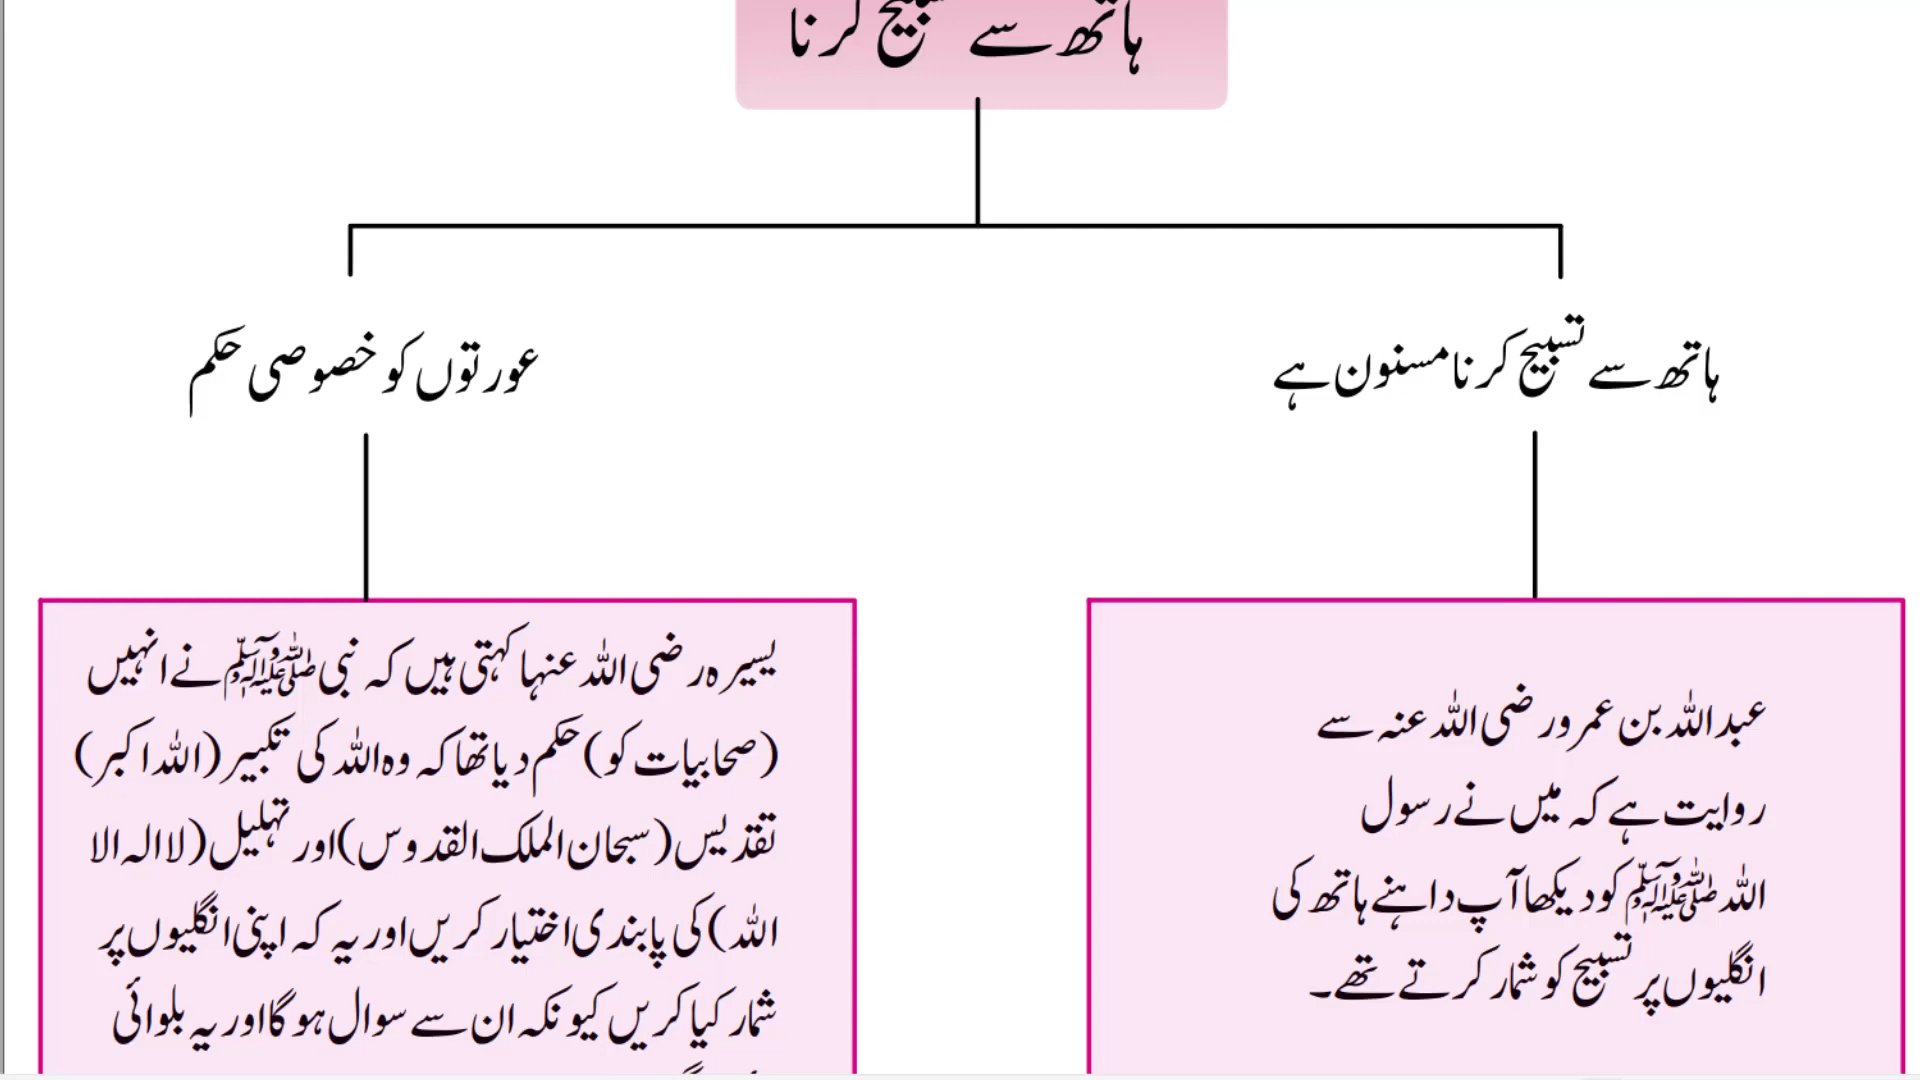 ہاتھ سے تسبیح کرنا
ہاتھ سے تسبیح کرنا مسنون ہے
عورتوں کو خصوصی حکم
عبداللہ بن عمرو رضی اللہ عنہ سے
روایت ہے کہ میں نے رسول
اللہ ﷺ کو دیکھا آپ داہنے ہاتھ کی
انگلیوں پر تسبیح کو شمار کرتے تھے۔
یسیرہ رضی اللہ عنہا کہتی ہیں کہ نبی ﷺ نے انہیں
(صحابیات کو) حکم دیا تھا کہ وہ اللہ کی تکبیر (اللہ اکبر)
تقدیس (سبحان الملک القدوس) اور تہلیل (لا الہ الا
اللہ) کی پابندی اختیار کریں اور یہ کہ اپنی انگلیوں پر
شمار کیا کریں کیونکہ ان سے سوال ہو گا اور یہ بلوائی